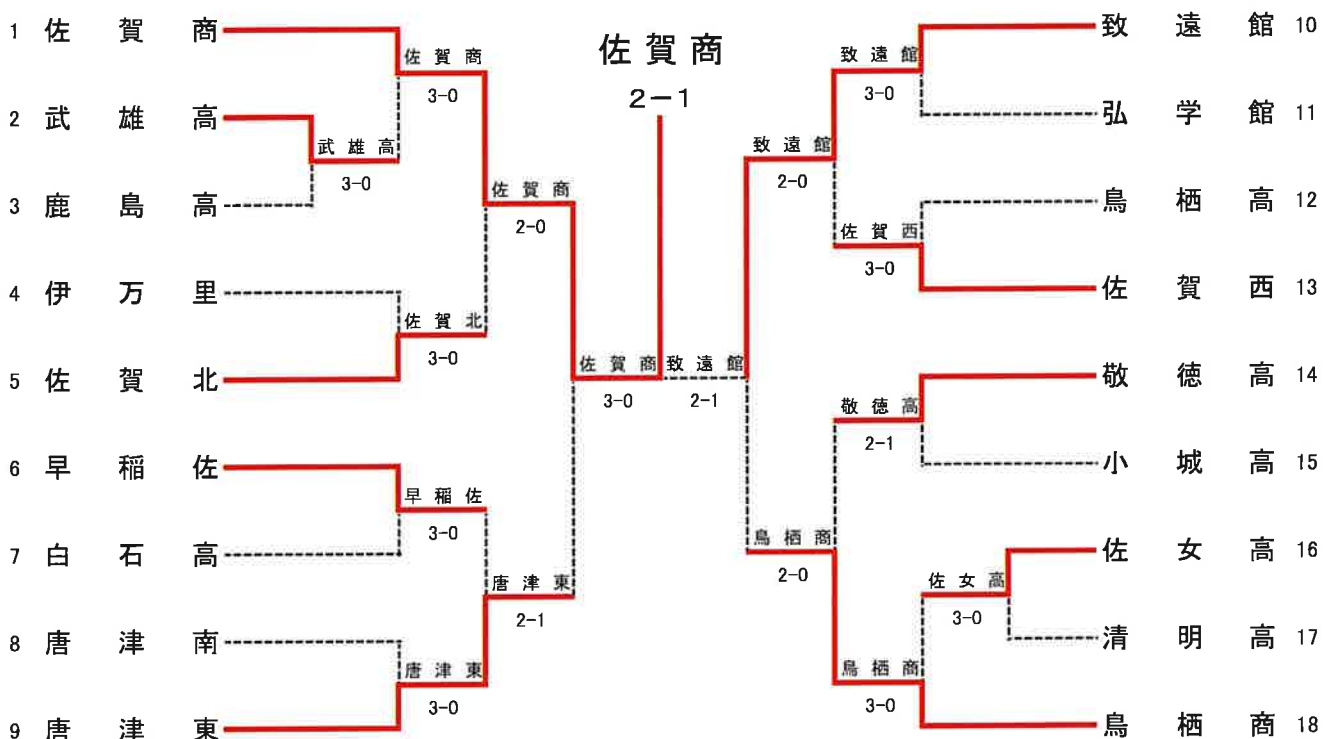 佐賀商
2-1
1 佐賀商
2 武雄高
3 鹿島高
4 伊万里
5 佐賀北
6 早稲佐
7 白石高
8 唐津南
9 唐津東
武雄高
3-0
佐賀商
3-0
佐賀北
3-0
早稲佐
3-0
唐津東
3-0
佐賀商
2-0
唐津東
2-1
佐賀商
3-0
致遠館
2-1
致遠館
2-0
鳥栖商
2-0
致遠館
3-0
佐賀西
3-0
敬徳高
2-1
鳥栖商
3-0
佐女高
3-0
致遠館 10
弘学館 11
鳥栖高 12
佐賀西 13
敬徳高 14
小城高 15
佐女高 16
清明高 17
鳥栖商 18